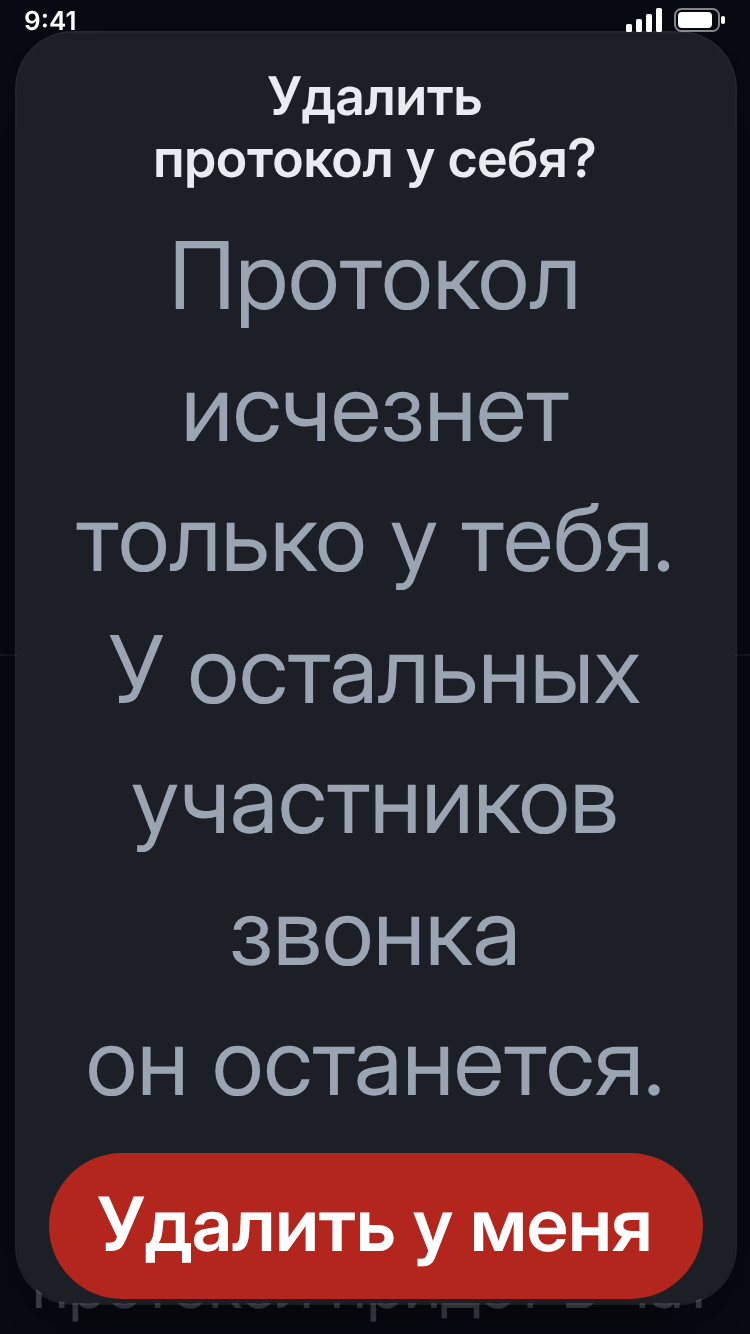 9:41
Удалить
протокол у себя?
Протокол
исчезнет
только у тебя.
У остальных
участников
звонка
он останется.
Удалить у меня